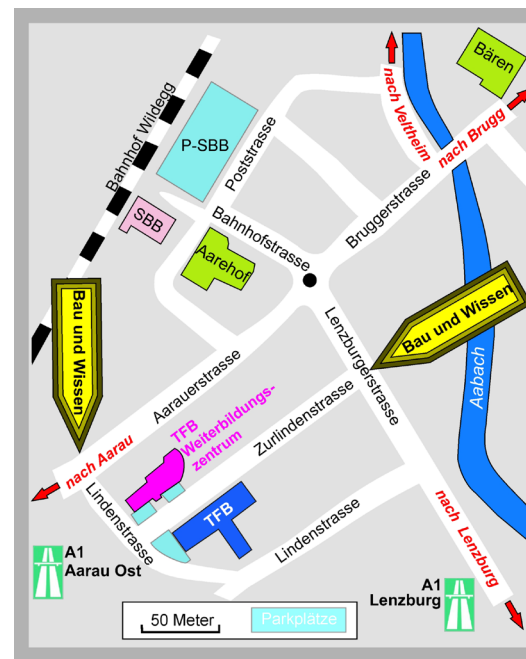 Bären
nach Veltheim
nach Brugg
Bahnhof Wildegg
P-SBB
Poststrasse
SBB
Bahnhofstrasse
Bruggerstrasse
Aarehof
Bau und Wissen
Bau und Wissen
Lenzburgerstrasse
Aabach
Aarauerstrasse
TFB
Weiterbildungs-
zentrum
Zurlindenstrasse
nach Aarau
Lindenstrasse
TFB
Lindenstrasse
nach Lenzburg
A1
Aarau Ost
A1
Lenzburg
50 Meter
Parkplätze